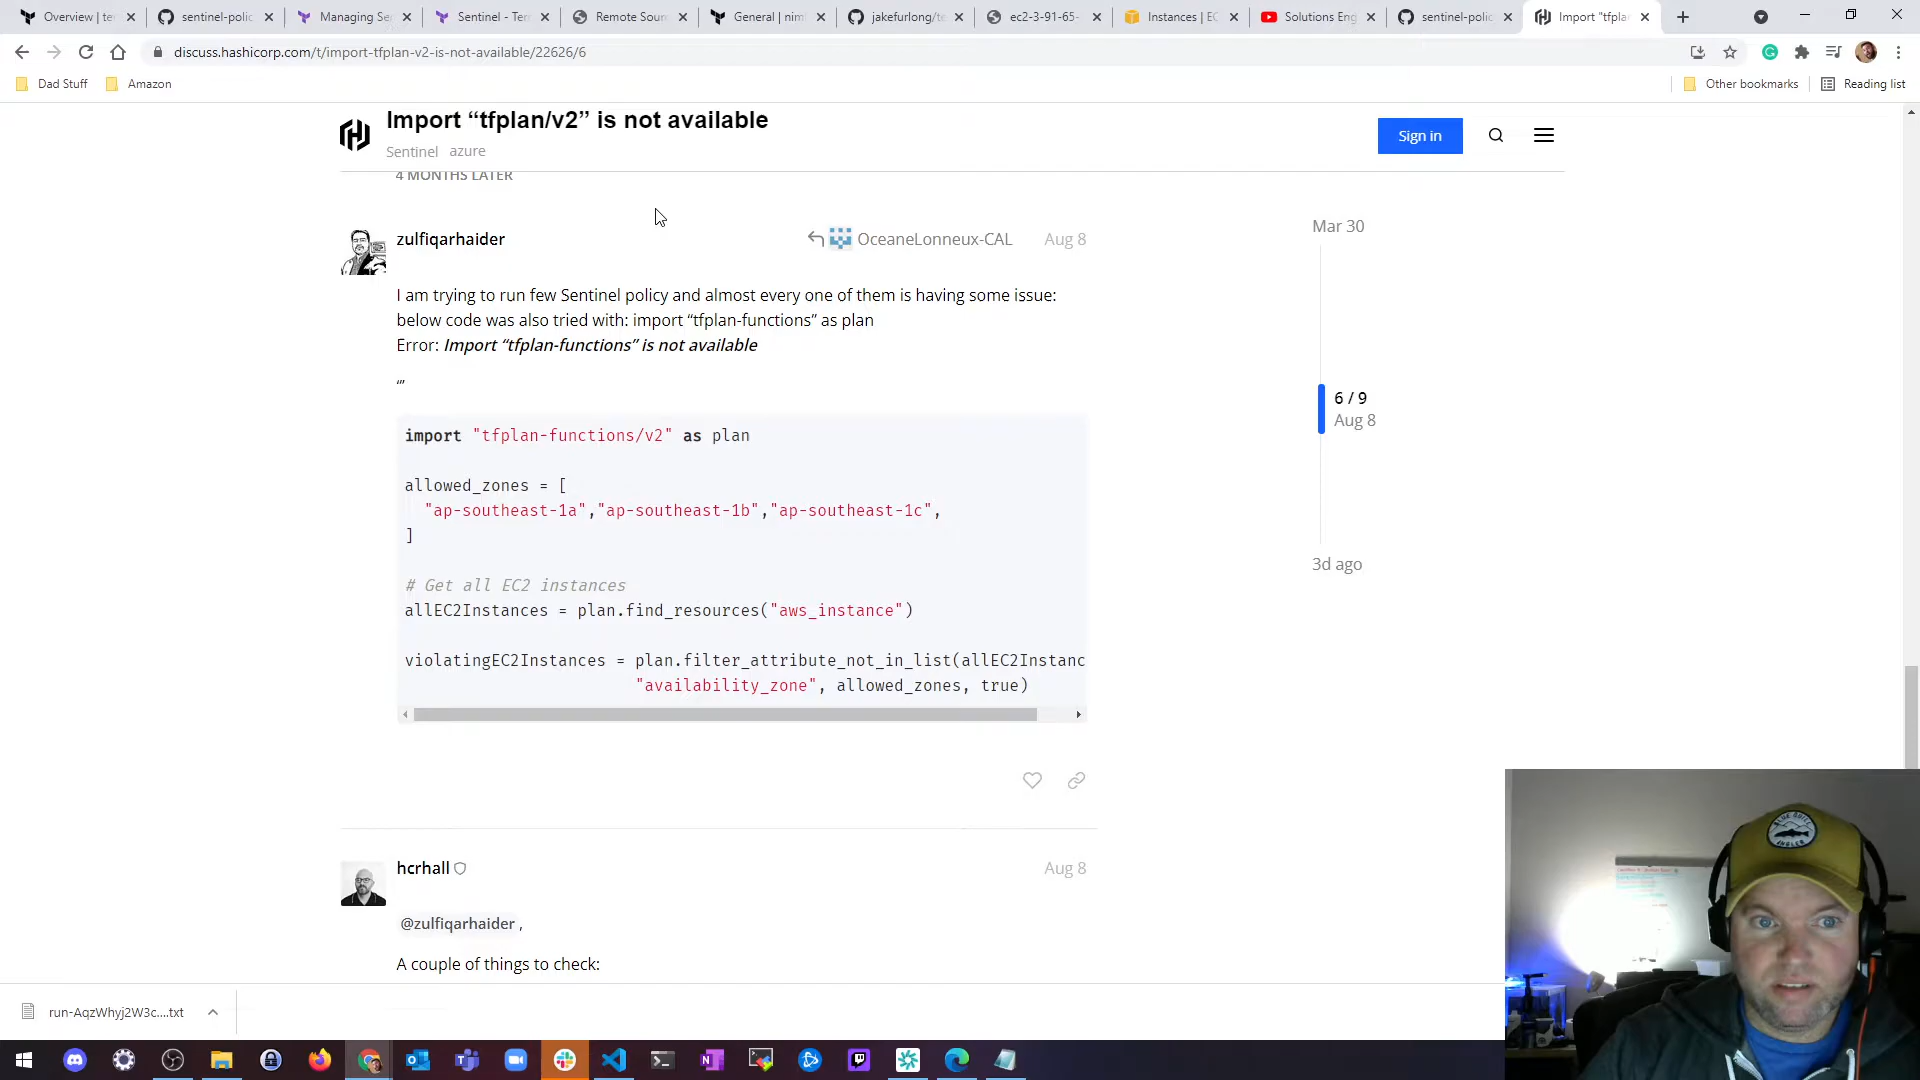 Overview | te
sentinel-polic
Managing Se
Sentinel - Ter
Remote Sour
General | nim
jakefurlong/te
ec2-3-91-65-
Instances | EC
Solutions Eng
sentinel-polic
Import "tfpla
discuss.hashicorp.com/t/import-tfplan-v2-is-not-available/22626/6
Dad Stuff
Amazon
Other bookmarks
Reading list
Import “tfplan/v2” is not available
Sentinel azure
Sign in
4 MONTHS LATER
zulfiqarhaider
OceaneLonneux-CAL
Aug 8
I am trying to run few Sentinel policy and almost every one of them is having some issue:
below code was also tried with: import “tfplan-functions” as plan
Error: Import “tfplan-functions” is not available
“’
import "tfplan-functions/v2" as plan
allowed_zones = [
"ap-southeast-1a","ap-southeast-1b","ap-southeast-1c",
]
# Get all EC2 instances
allEC2Instances = plan.find_resources("aws_instance")
violatingEC2Instances = plan.filter_attribute_not_in_list(allEC2Instanc
"availability_zone", allowed_zones, true)
Mar 30
6 / 9
Aug 8
3d ago
hcrhall
Aug 8
@zulfiqarhaider ,
A couple of things to check:
run-AqzWhyj2W3c....txt